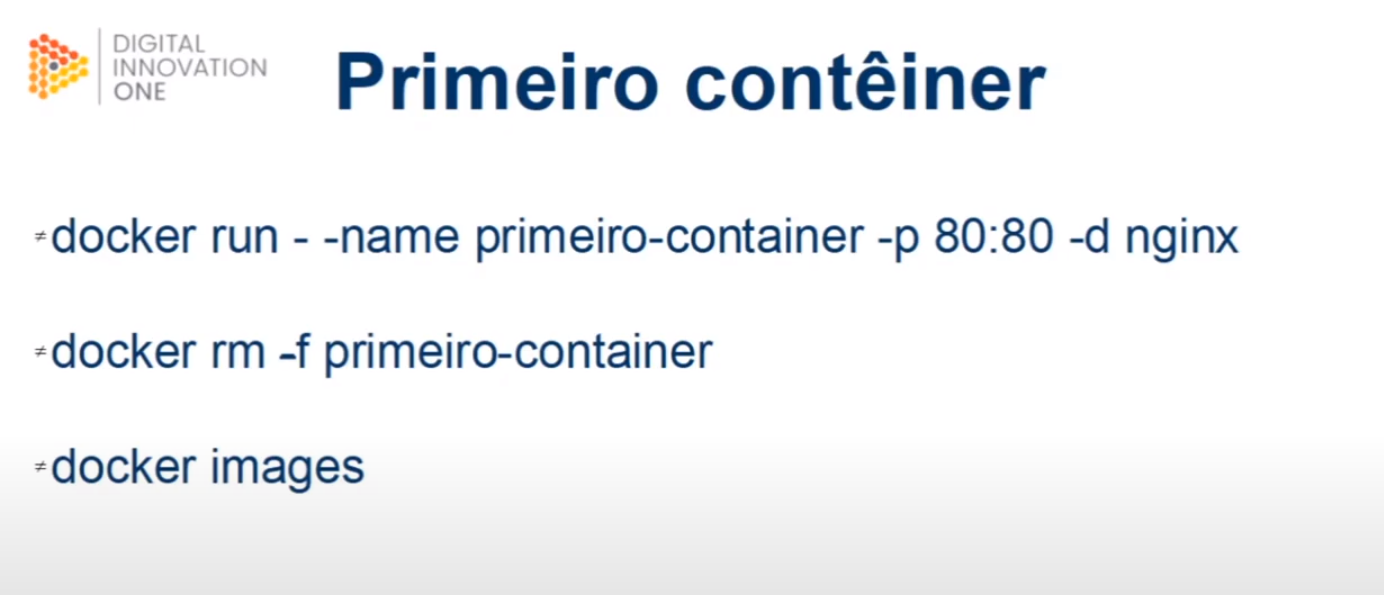 DIGITAL
INNOVATION
ONE
Primeiro contêiner
≠docker run - -name primeiro-container -p 80:80 -d nginx
≠docker rm -f primeiro-container
≠docker images